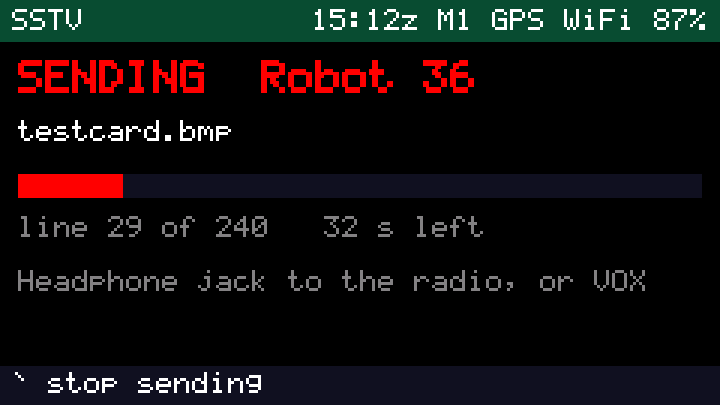 SSTV 15:12z M1 GPS WiFi 87%
SENDING Robot 36
testcard.bmp
line 29 of 240 32 s left
Headphone jack to the radio, or VOX
` stop sending